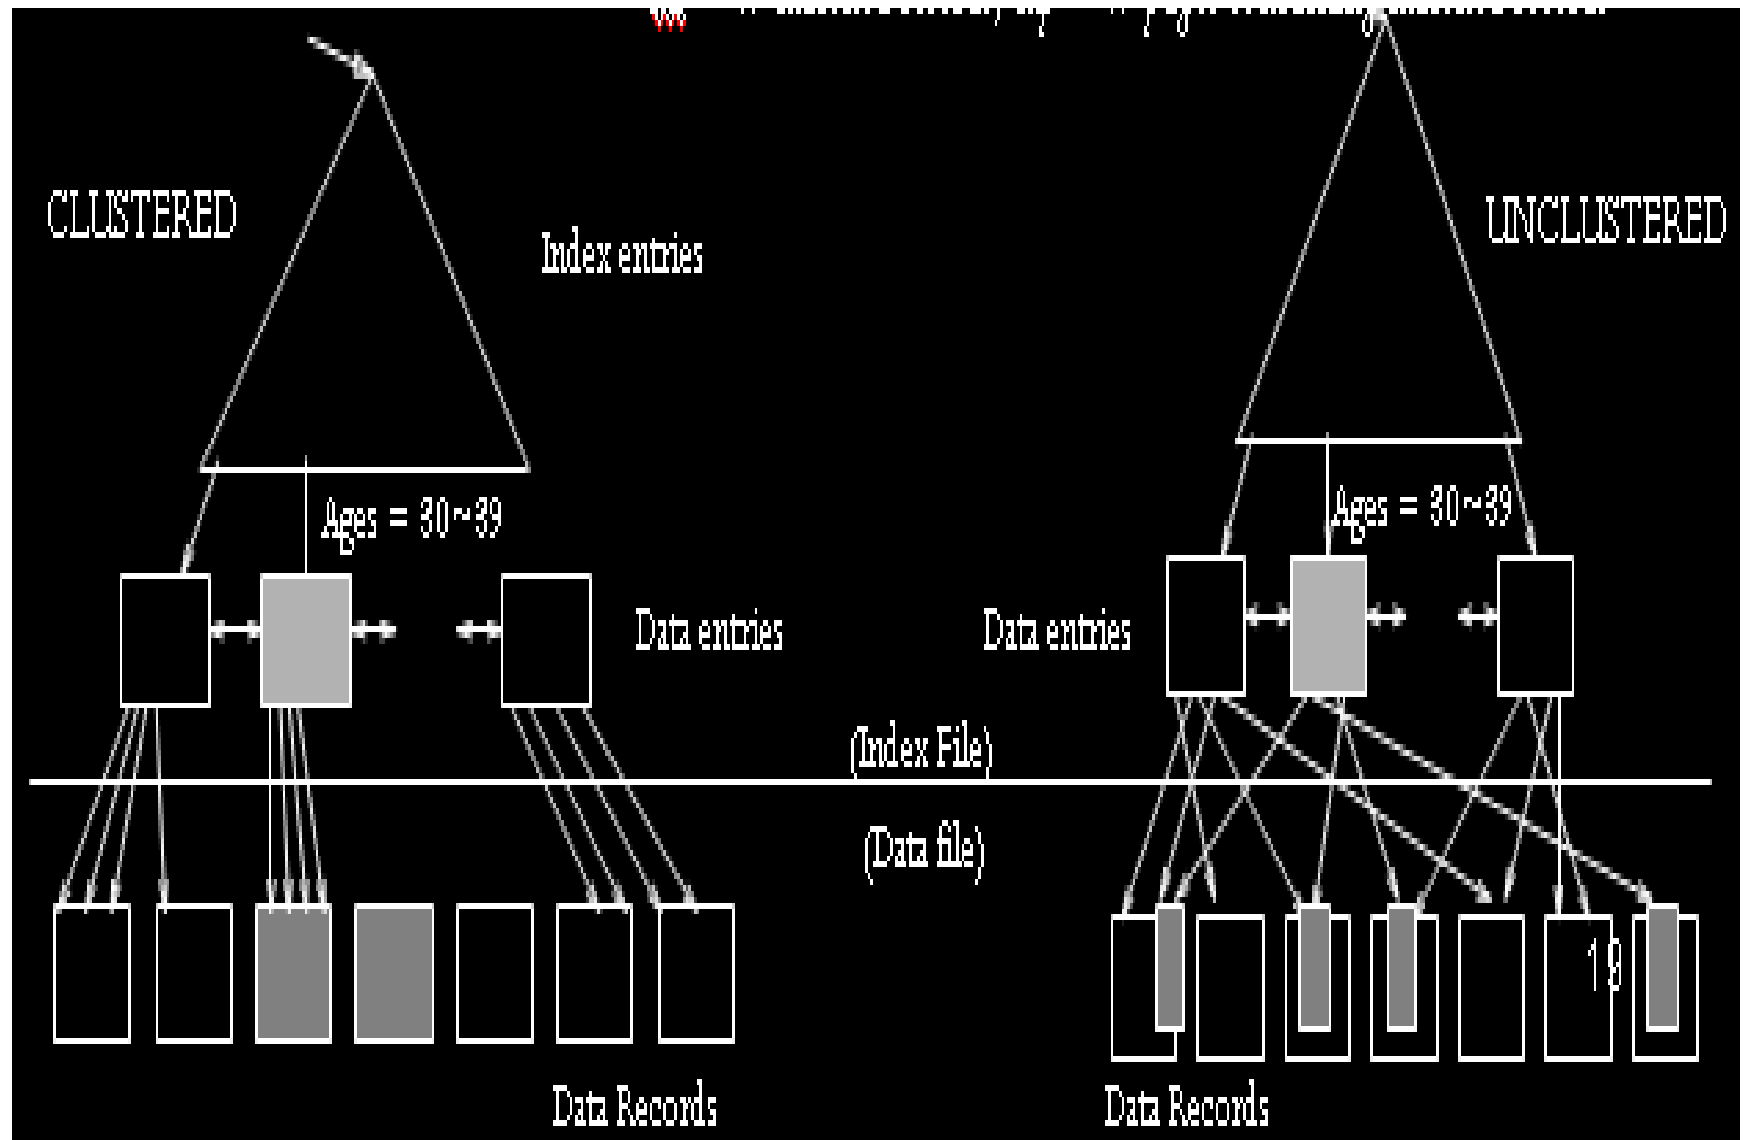 CLUSTERED
UNCLUSTERED
Index entries
Ages = 30~39
Ages = 30~39
Data entries
Data entries
(Index File)
(Data file)
19
Data Records
Data Records